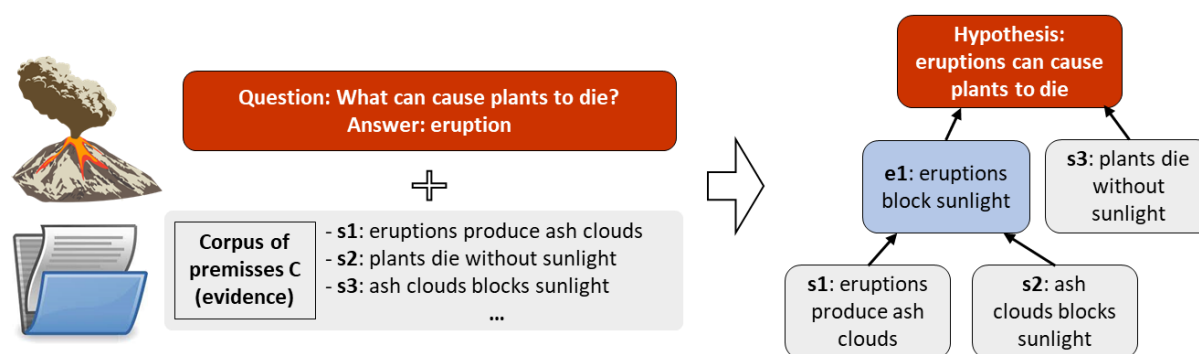 Question: What can cause plants to die?
Answer: eruption
Corpus of
premisses C
(evidence)
- s1: eruptions produce ash clouds
- s2: plants die without sunlight
- s3: ash clouds blocks sunlight
...
Hypothesis:
eruptions can cause
plants to die
e1: eruptions
block sunlight
s3: plants die
without
sunlight
s1: eruptions
produce ash
clouds
s2: ash
clouds blocks
sunlight